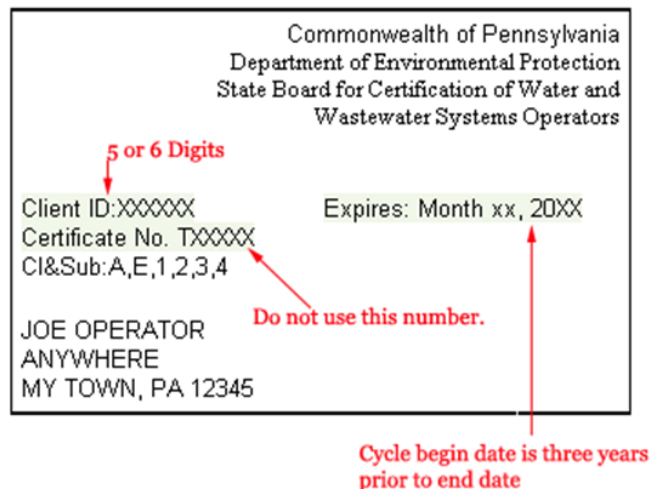 Commonwealth of Pennsylvania
Department of Environmental Protection
State Board for Certification of Water and
Wastewater Systems Operators
5 or 6 Digits
Client ID:XXXXXX
Expires: Month xx, 20XX
Certificate No. TXXXXX
Cl&Sub:A,E,1,2,3,4
Do not use this number.
JOE OPERATOR
ANYWHERE
MY TOWN, PA 12345
Cycle begin date is three years
prior to end date